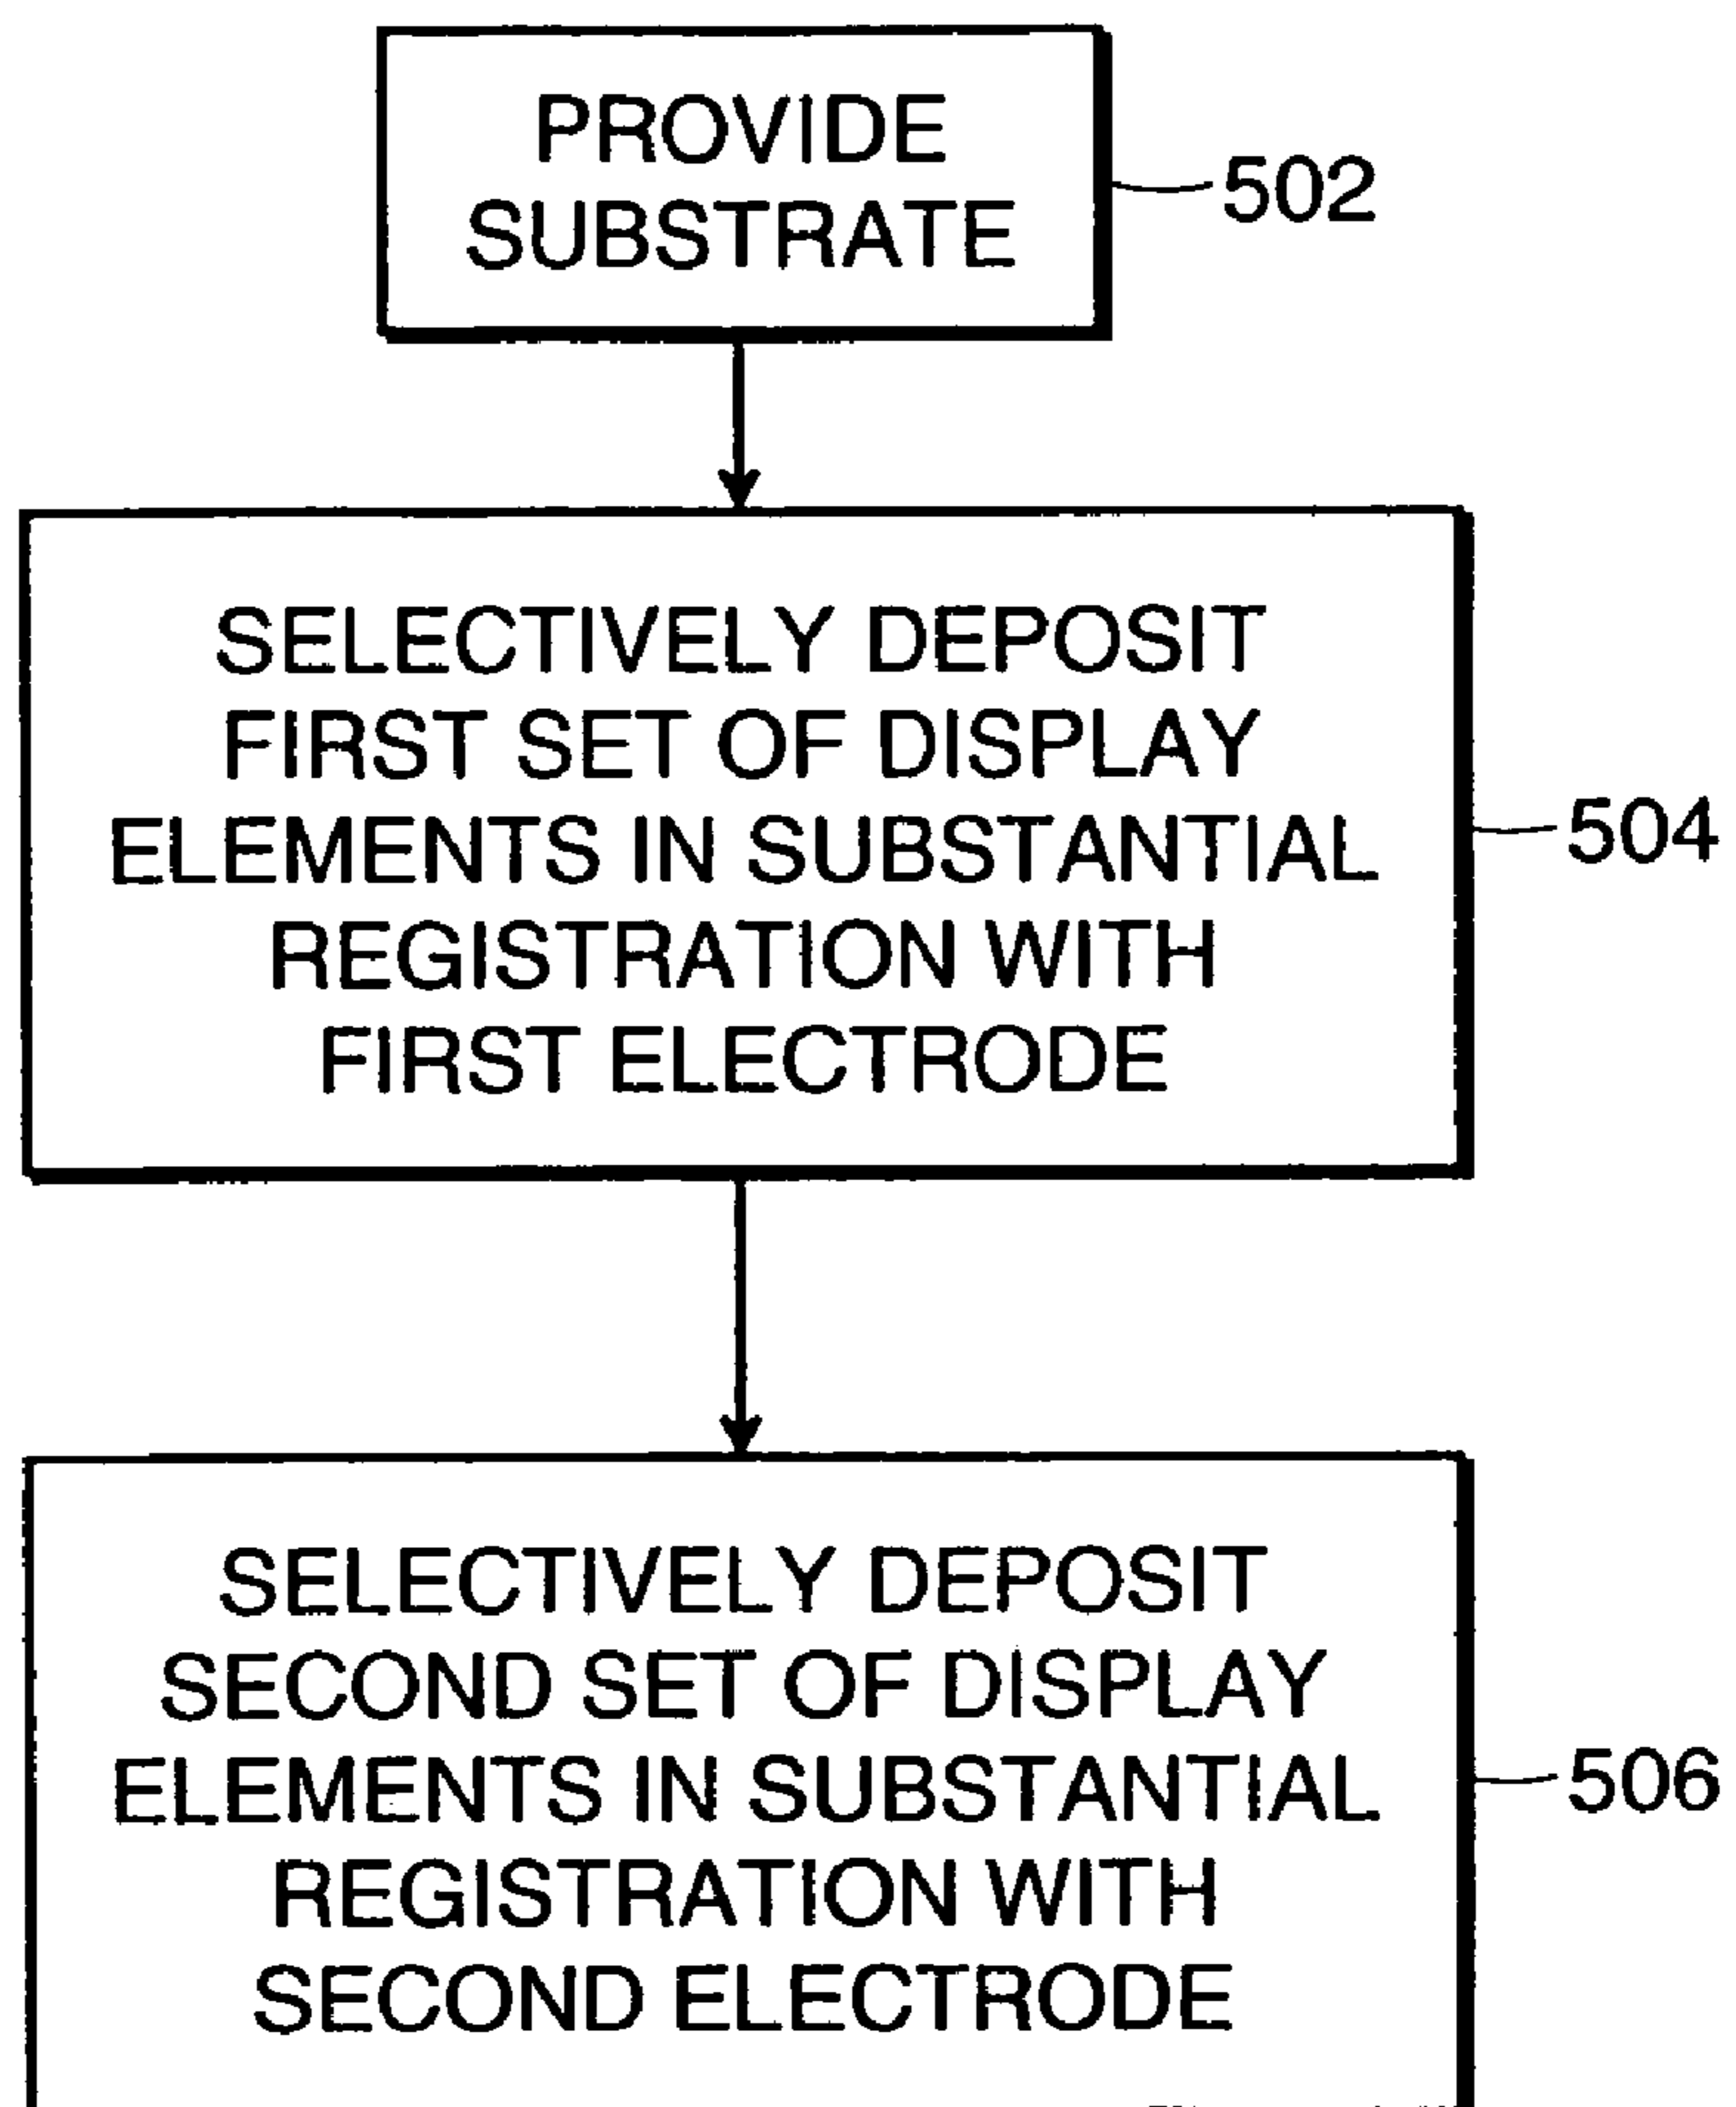 PROVIDE
SUBSTRATE
502
SELECTIVELY DEPOSIT
FIRST SET OF DISPLAY
ELEMENTS IN SUBSTANTIAL
REGISTRATION WITH
FIRST ELECTRODE
504
SELECTIVELY DEPOSIT
SECOND SET OF DISPLAY
ELEMENTS IN SUBSTANTIAL
REGISTRATION WITH
SECOND ELECTRODE
506